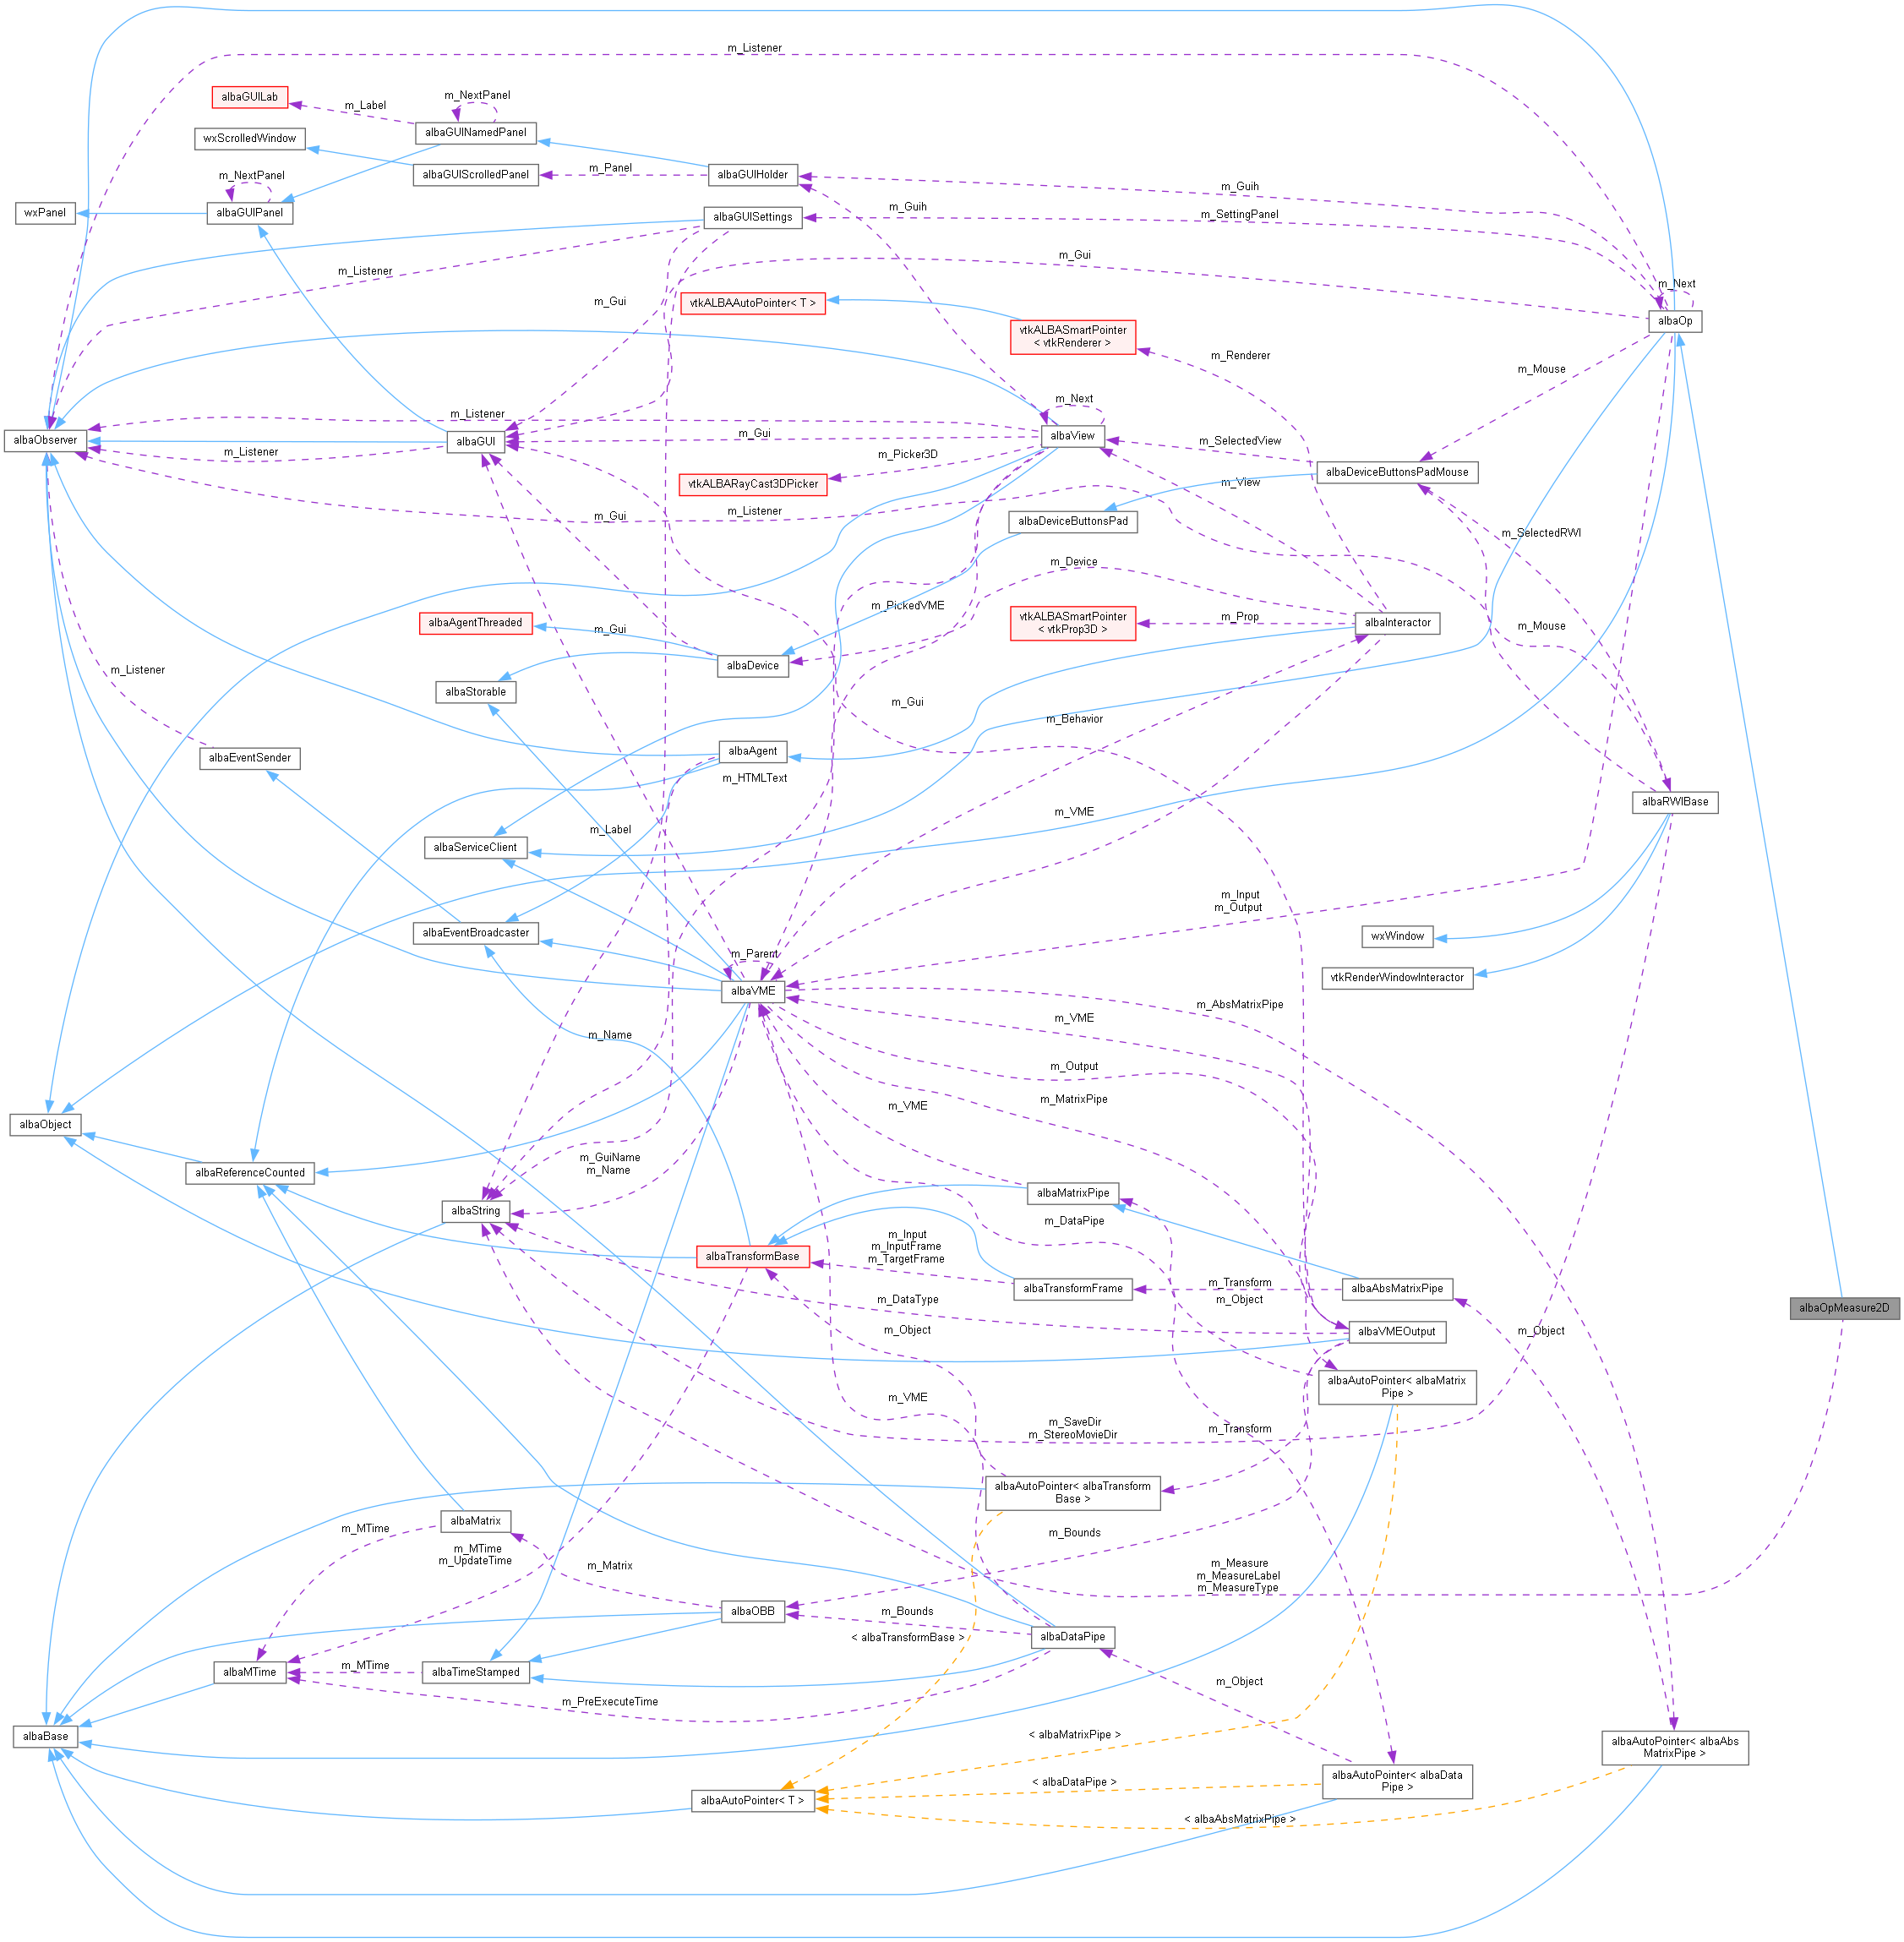 m_Listener
albaGUILab
m_Label
m_NextPanel
albaGUINamedPanel
wxScrolledWindow
albaGUIScrolledPanel
m_Panel
albaGUIHolder
m_NextPanel
wxPanel
albaGUIPanel
m_Guih
albaGUISettings
m_Guih
m_SettingPanel
m_Listener
m_Gui
m_Gui
m_Next
albaOp
vtkALBAAutoPointer< T >
vtkALBASmartPointer
< vtkRenderer >
m_Renderer
m_Mouse
m_Listener
m_Next
albaObserver
albaGUI
m_Gui
albaView
m_SelectedView
m_Listener
m_Picker3D
vtkALBARayCast3DPicker
albaDeviceButtonsPadMouse
m_View
m_Gui
m_Listener
albaDeviceButtonsPad
m_SelectedRWI
m_Device
m_PickedVME
albaAgentThreaded
m_Gui
vtkALBASmartPointer
< vtkProp3D >
m_Prop
albaInteractor
m_Mouse
m_Listener
albaDevice
albaStorable
m_Gui
m_Behavior
albaEventSender
albaAgent
m_HTMLText
albaRWIBase
m_VME
m_Label
albaServiceClient
m_Input
m_Output
albaEventBroadcaster
wxWindow
m_Parent
albaVME
vtkRenderWindowInteractor
m_AbsMatrixPipe
m_VME
m_Name
m_Output
m_VME
m_MatrixPipe
albaObject
albaReferenceCounted
m_GuiName
m_Name
albaMatrixPipe
albaString
m_DataPipe
albaTransformBase
m_Input
m_InputFrame
m_TargetFrame
albaTransformFrame
m_Transform
albaAbsMatrixPipe
m_DataType
m_Object
albaOpMeasure2D
m_Object
albaVMEOutput
m_Object
albaAutoPointer< albaMatrix
Pipe >
m_VME
m_SaveDir
m_StereoMovieDir
m_Transform
albaAutoPointer< albaTransform
Base >
albaMatrix
m_MTime
m_MTime
m_UpdateTime
m_Matrix
m_Bounds
m_Measure
m_MeasureLabel
m_MeasureType
albaOBB
m_Bounds
< albaTransformBase >
albaDataPipe
albaMTime
m_MTime
albaTimeStamped
m_PreExecuteTime
m_Object
albaBase
< albaMatrixPipe >
albaAutoPointer< albaAbs
MatrixPipe >
albaAutoPointer< T >
< albaDataPipe >
albaAutoPointer< albaData
Pipe >
< albaAbsMatrixPipe >